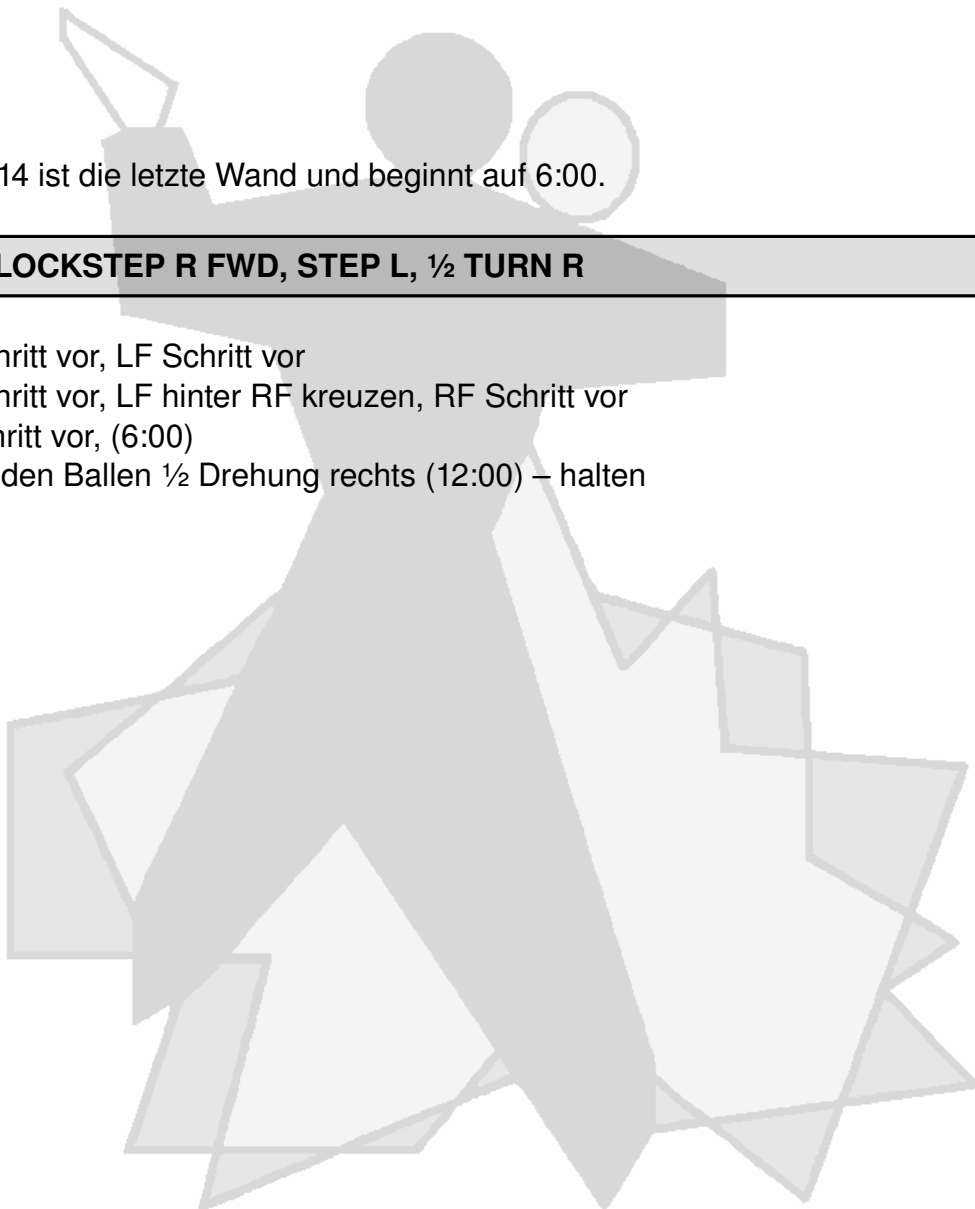 14 ist die letzte Wand und beginnt auf 6:00.
LOCKSTEP R FWD, STEP L, ½ TURN R
hritt vor, LF Schritt vor
hritt vor, LF hinter RF kreuzen, RF Schritt vor
hritt vor, (6:00)
den Ballen ½ Drehung rechts (12:00) – halten